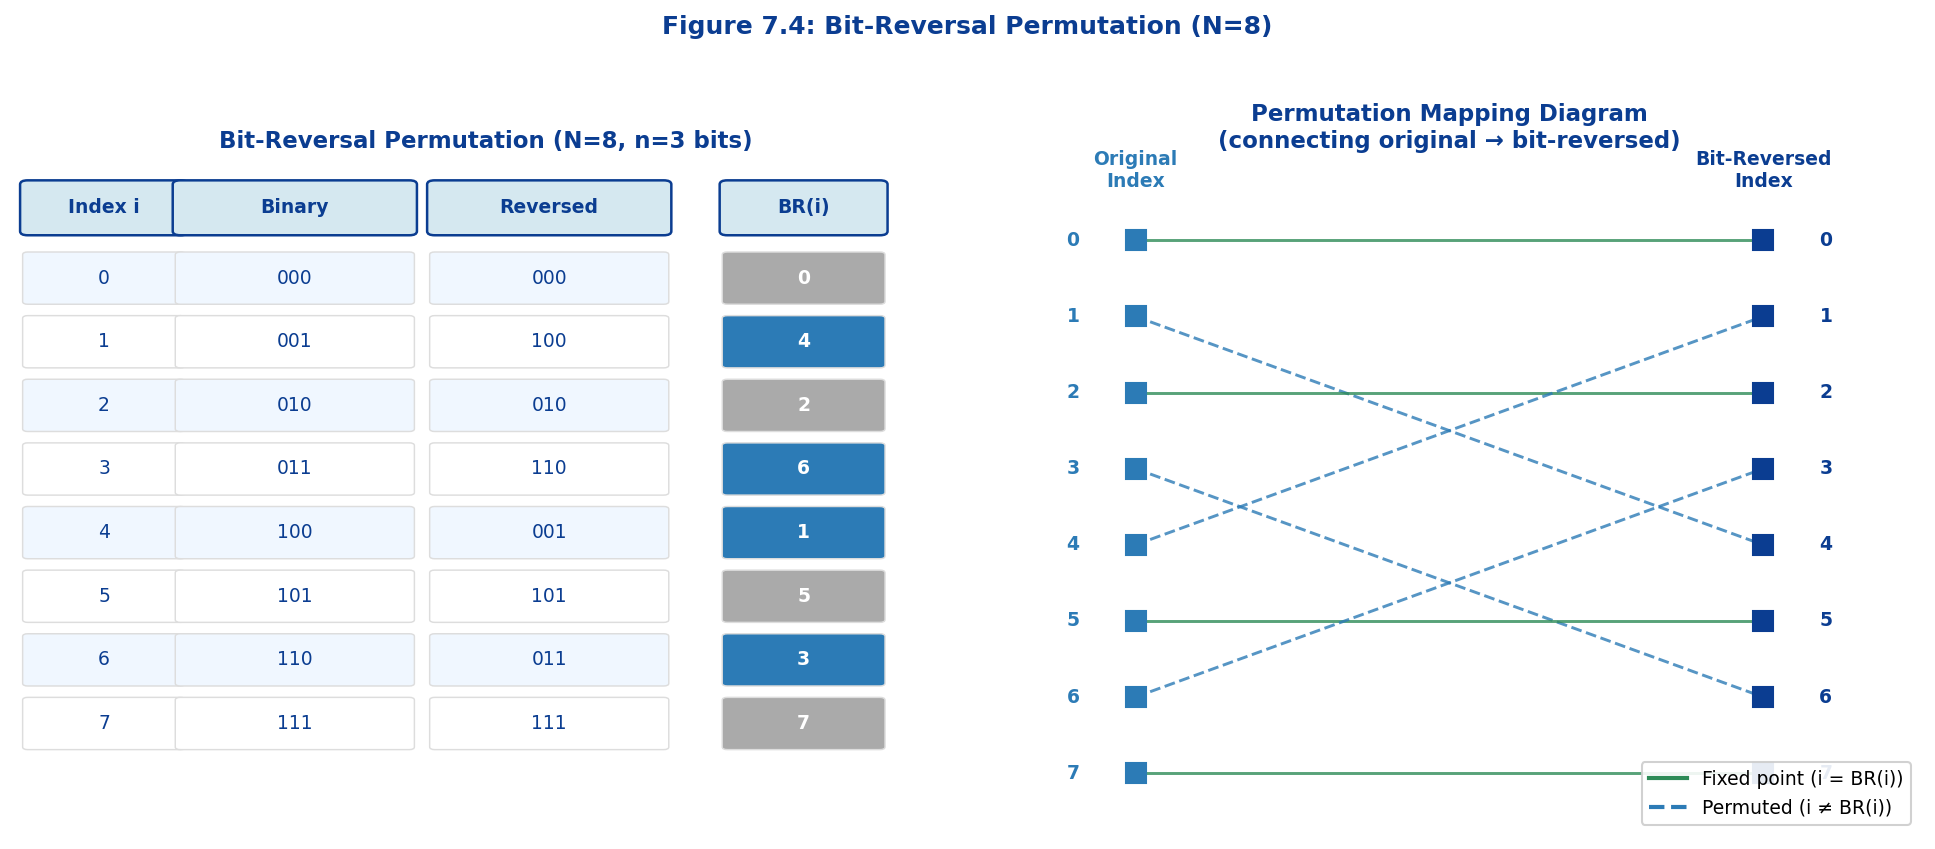 Figure 7.4: Bit-Reversal Permutation (N=8)
Bit-Reversal Permutation (N=8, n=3 bits)
Index i Binary Reversed BR(i)
0 000 000 0
1 001 100 4
2 010 010 2
3 011 110 6
4 100 001 1
5 101 101 5
6 110 011 3
7 111 111 7
Permutation Mapping Diagram
(connecting original → bit-reversed)
Original
Index
Bit-Reversed
Index
0 0
1 1
2 2
3 3
4 4
5 5
6 6
7 7
Fixed point (i = BR(i))
Permuted (i ≠ BR(i))